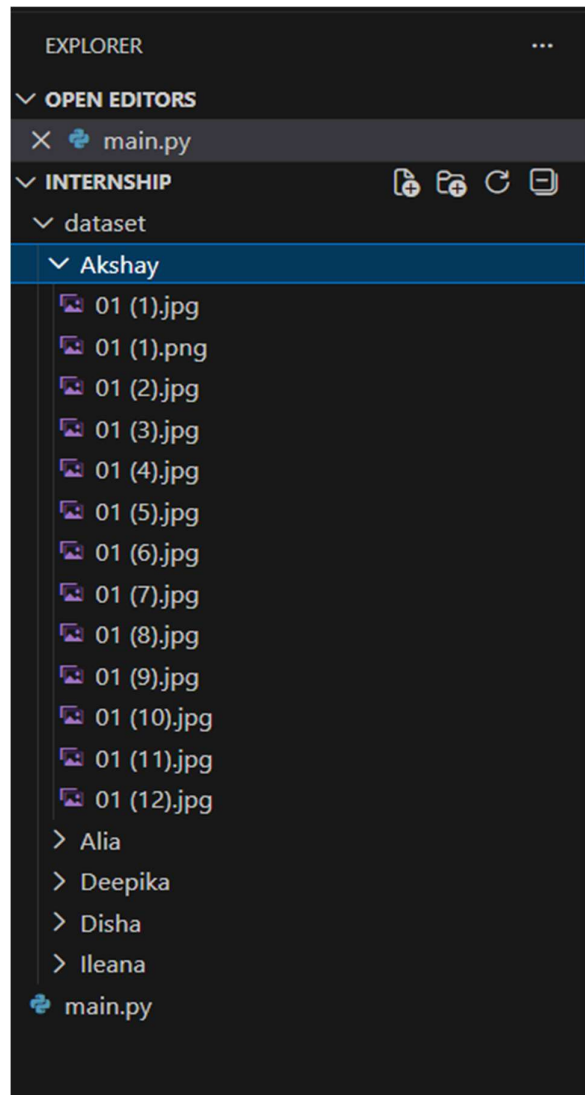 EXPLORER ...
OPEN EDITORS
main.py
INTERNSHIP
dataset
Akshay
01 (1).jpg
01 (1).png
01 (2).jpg
01 (3).jpg
01 (4).jpg
01 (5).jpg
01 (6).jpg
01 (7).jpg
01 (8).jpg
01 (9).jpg
01 (10).jpg
01 (11).jpg
01 (12).jpg
Alia
Deepika
Disha
Ileana
main.py